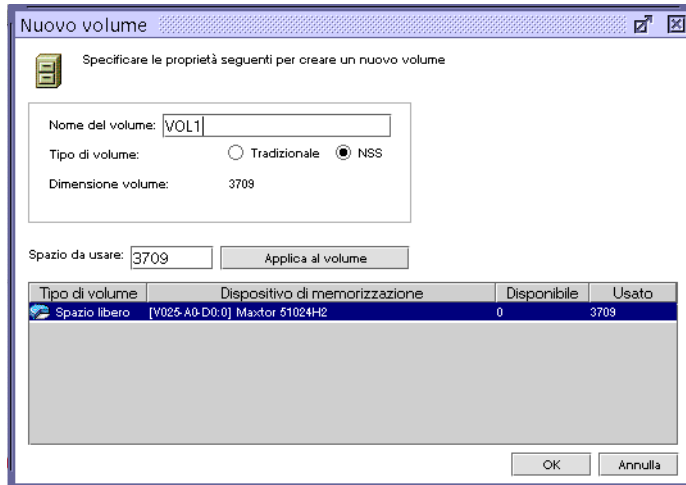 Nuovo volume
Specificare le proprietà seguenti per creare un nuovo volume
Nome del volume: VOL1
Tipo di volume: Tradizionale NSS
Dimensione volume: 3709
Spazio da usare: 3709 Applica al volume
Tipo di volume Dispositivo di memorizzazione Disponibile Usato
Spazio libero [V025-A0-D0:0] Maxtor 51024H2 0 3709
OK Annulla